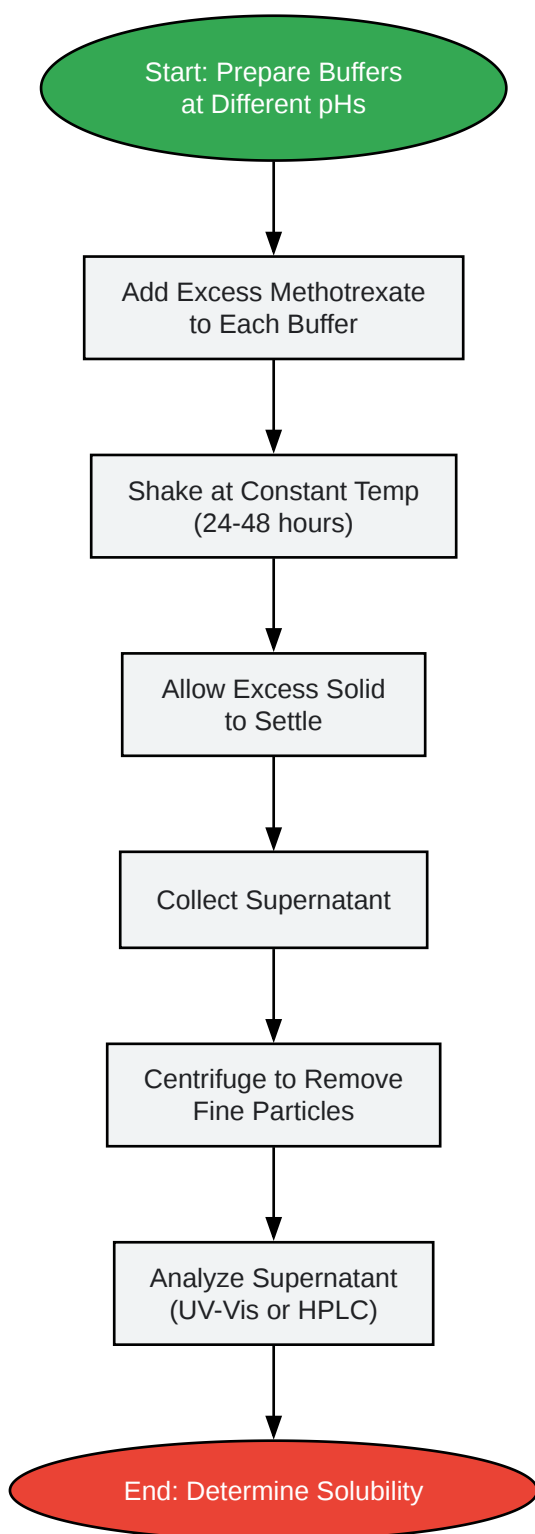 Start: Prepare Buffers
at Different pHs
Add Excess Methotrexate
to Each Buffer
Shake at Constant Temp
(24-48 hours)
Allow Excess Solid
to Settle
Collect Supernatant
Centrifuge to Remove
Fine Particles
Analyze Supernatant
(UV-Vis or HPLC)
End: Determine Solubility